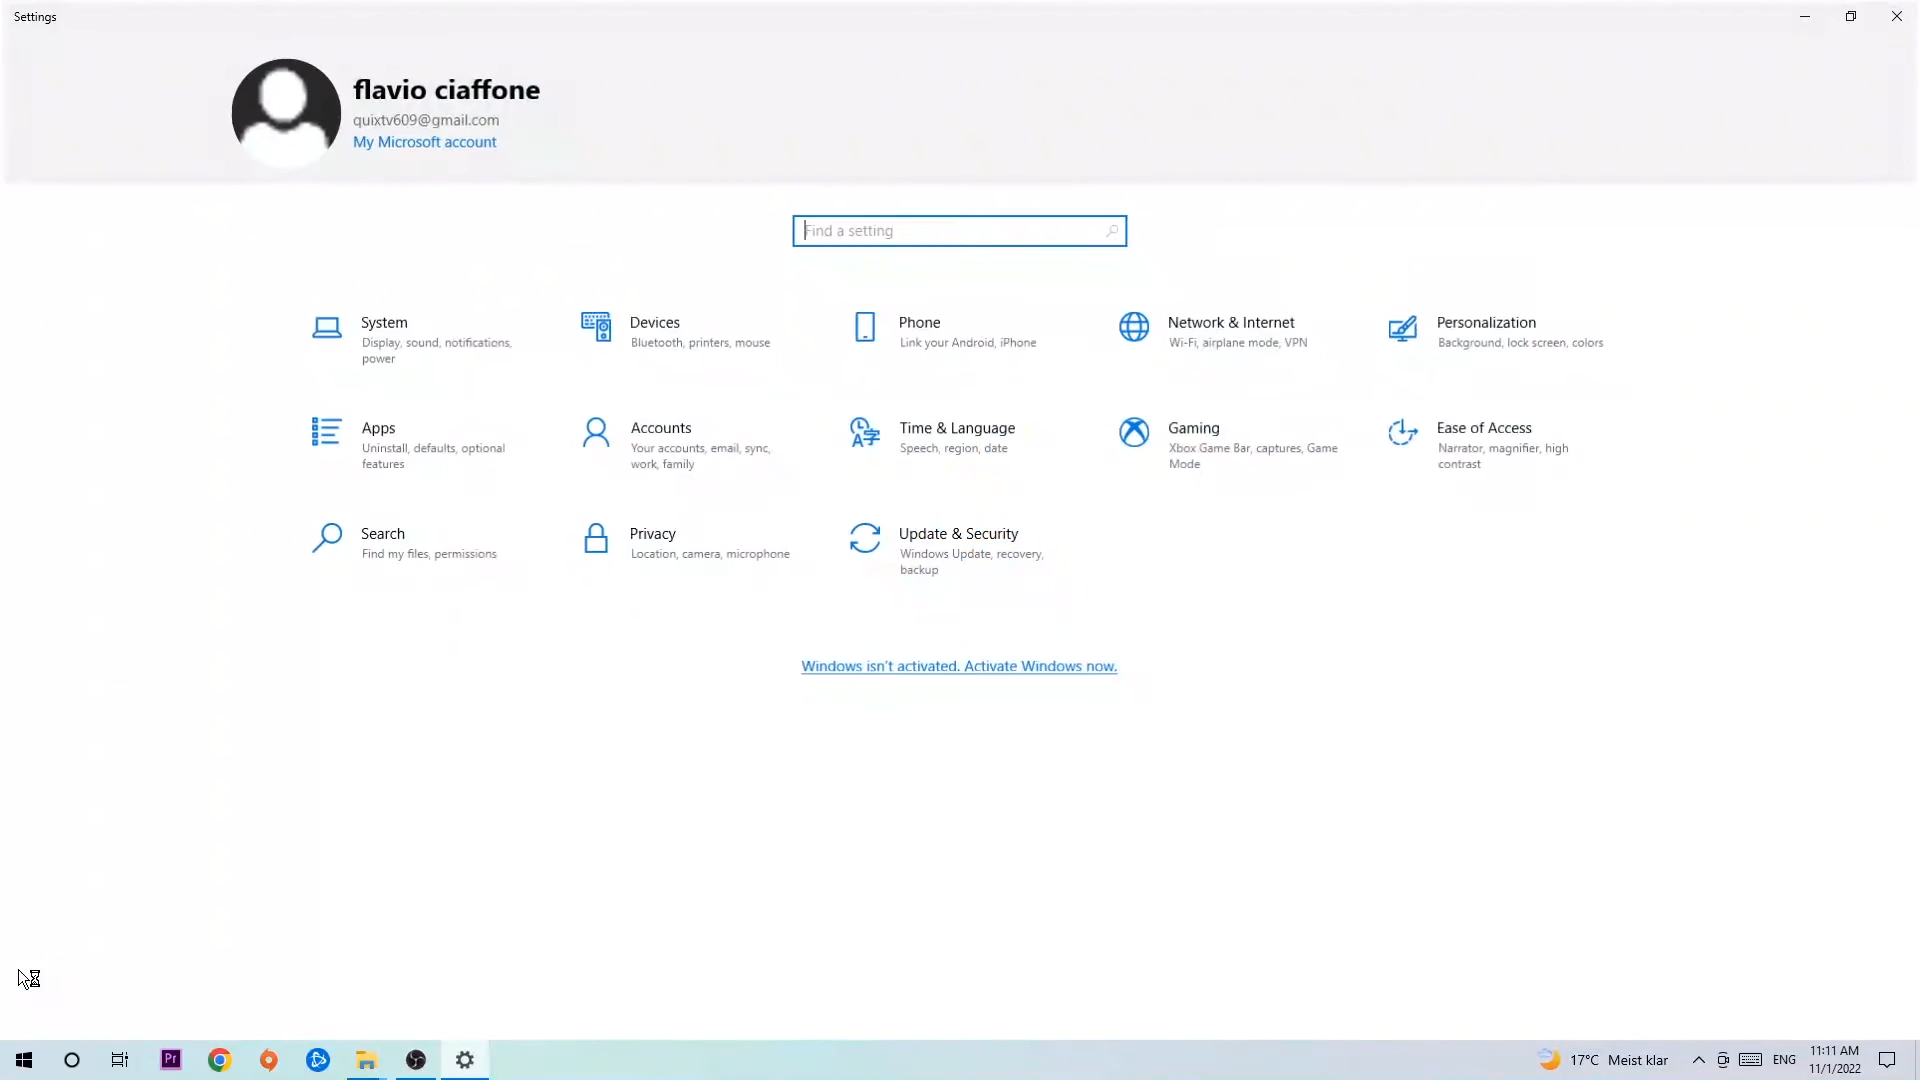 Settings
flavio ciaffone
quixtv609@gmail.com
My Microsoft account
Find a setting
System
Display, sound, notifications,
power
Devices
Bluetooth, printers, mouse
Phone
Link your Android, iPhone
Network & Internet
Wi-Fi, airplane mode, VPN
Personalization
Background, lock screen, colors
Apps
Uninstall, defaults, optional
features
Accounts
Your accounts, email, sync,
work, family
Time & Language
Speech, region, date
Gaming
Xbox Game Bar, captures, Game
Mode
Ease of Access
Narrator, magnifier, high
contrast
Search
Find my files, permissions
Privacy
Location, camera, microphone
Update & Security
Windows Update, recovery,
backup
Windows isn't activated. Activate Windows now.
Pr
17°C Meist klar
ENG
11:11 AM
11/1/2022